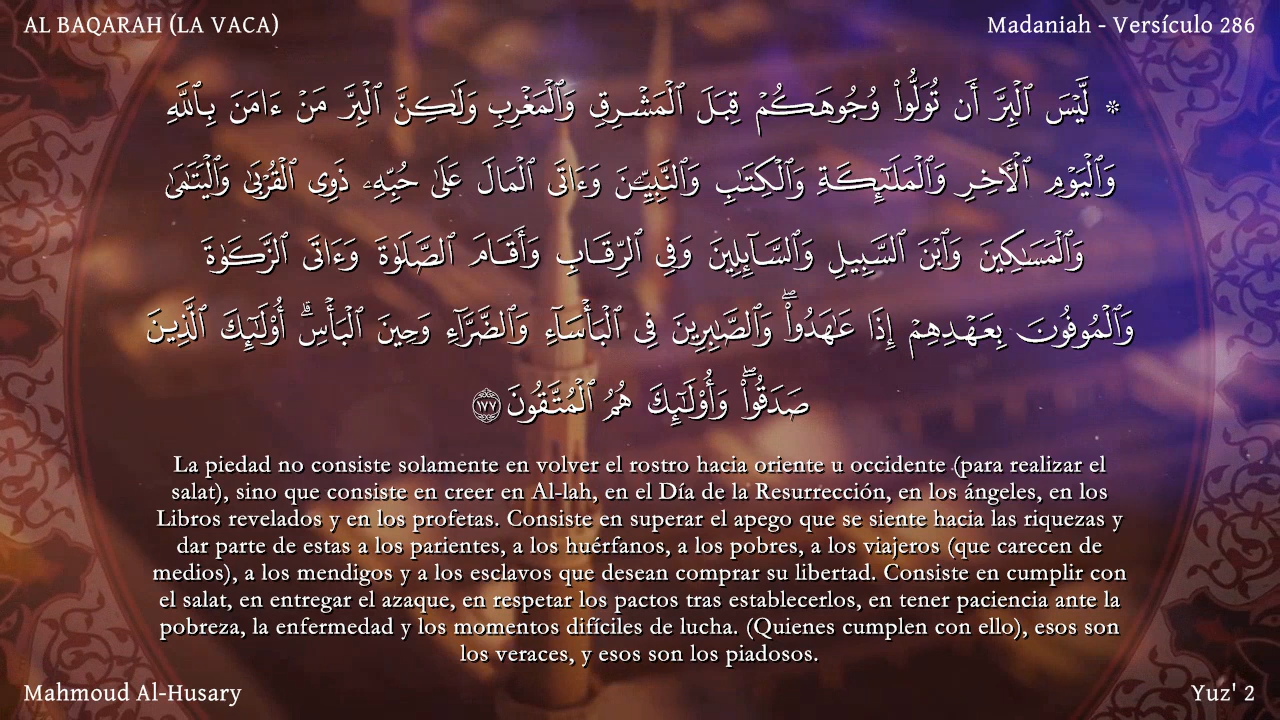 AL BAQARAH (LA VACA)
Madaniah - Versículo 286
۞ لَّيْسَ ٱلْبِرَّ أَن تُوَلُّوا۟ وُجُوهَكُمْ قِبَلَ ٱلْمَشْرِقِ وَٱلْمَغْرِبِ وَلَـٰكِنَّ ٱلْبِرَّ مَنْ ءَامَنَ بِٱللَّهِ
وَٱلْيَوْمِ ٱلْـَٔاخِرِ وَٱلْمَلَـٰٓئِكَةِ وَٱلْكِتَـٰبِ وَٱلنَّبِيِّـۧنَ وَءَاتَى ٱلْمَالَ عَلَىٰ حُبِّهِۦ ذَوِى ٱلْقُرْبَىٰ وَٱلْيَتَـٰمَىٰ
وَٱلْمَسَـٰكِينَ وَٱبْنَ ٱلسَّبِيلِ وَٱلسَّآئِلِينَ وَفِى ٱلرِّقَابِ وَأَقَامَ ٱلصَّلَوٰةَ وَءَاتَى ٱلزَّكَوٰةَ
وَٱلْمُوفُونَ بِعَهْدِهِمْ إِذَا عَـٰهَدُوا۟ ۖ وَٱلصَّـٰبِرِينَ فِى ٱلْبَأْسَآءِ وَٱلضَّرَّآءِ وَحِينَ ٱلْبَأْسِ ۗ أُو۟لَـٰٓئِكَ ٱلَّذِينَ
صَدَقُوا۟ ۖ وَأُو۟لَـٰٓئِكَ هُمُ ٱلْمُتَّقُونَ ١٧٧
La piedad no consiste solamente en volver el rostro hacia oriente u occidente (para realizar el
salat), sino que consiste en creer en Al-lah, en el Día de la Resurrección, en los ángeles, en los
Libros revelados y en los profetas. Consiste en superar el apego que se siente hacia las riquezas y
dar parte de estas a los parientes, a los huérfanos, a los pobres, a los viajeros (que carecen de
medios), a los mendigos y a los esclavos que desean comprar su libertad. Consiste en cumplir con
el salat, en entregar el azaque, en respetar los pactos tras establecerlos, en tener paciencia ante la
pobreza, la enfermedad y los momentos difíciles de lucha. (Quienes cumplen con ello), esos son
los veraces, y esos son los piadosos.
Mahmoud Al-Husary
Yuz' 2